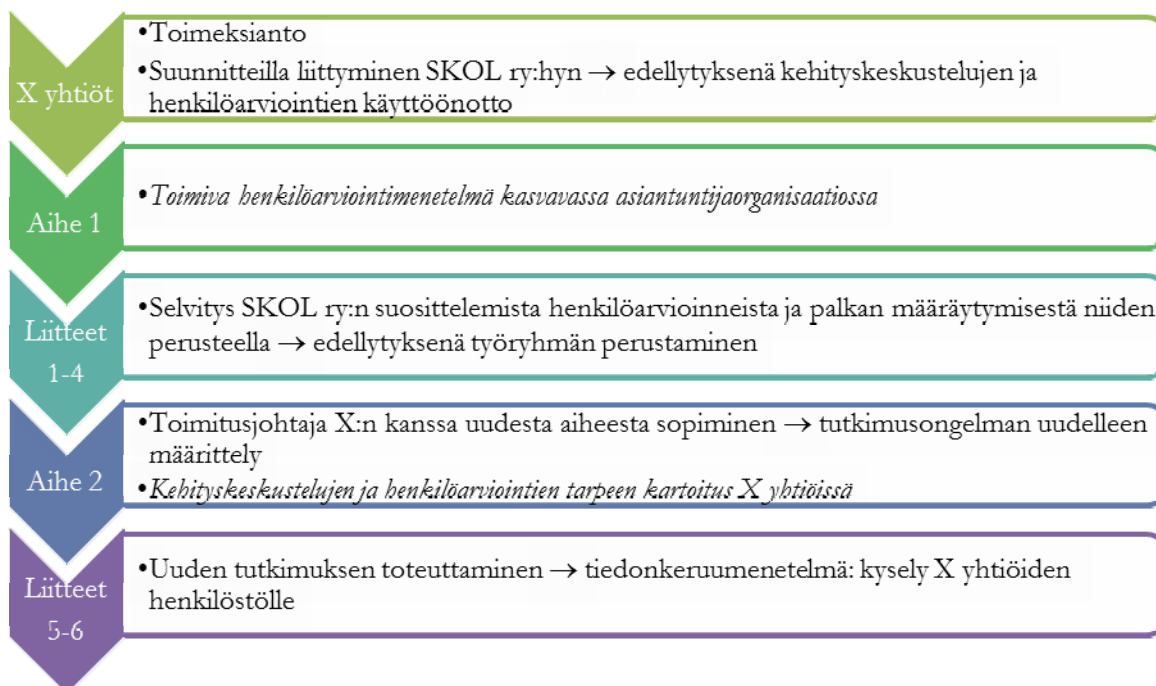 X yhtiöt
•Toimeksianto
•Suunnitteilla liittyminen SKOL ry:hyn → edellytyksenä kehityskeskustelujen ja
henkilöarviointien käyttöönotto
Aihe 1
•Toimiva henkilöarviointimenetelmä kasvavassa asiantuntijaorganisaatiossa
Liitteet
1-4
•Selvitys SKOL ry:n suosittelemista henkilöarvioinneista ja palkan määräytymisestä niiden
perusteella → edellytyksenä työryhmän perustaminen
Aihe 2
•Toimitusjohtaja X:n kanssa uudesta aiheesta sopiminen → tutkimusongelman uudelleen
määrittely
•Kehityskeskustelujen ja henkilöarviointien tarpeen kartoitus X yhtiöissä
Liitteet
5-6
•Uuden tutkimuksen toteuttaminen → tiedonkeruumenetelmä: kysely X yhtiöiden
henkilöstölle